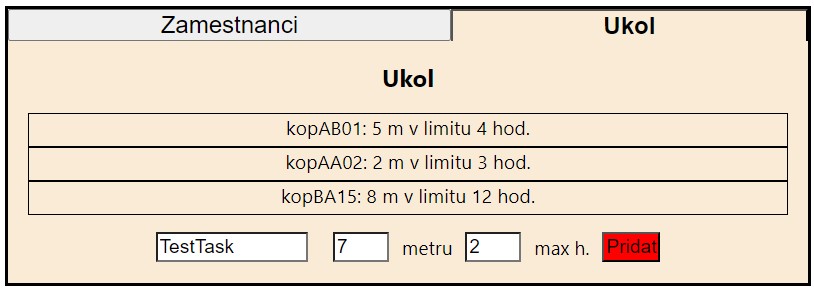 Zamestnanci Ukol
Ukol
kopAB01: 5 m v limitu 4 hod.
kopAA02: 2 m v limitu 3 hod.
kopBA15: 8 m v limitu 12 hod.
TestTask 7 metru 2 max h. Pridat